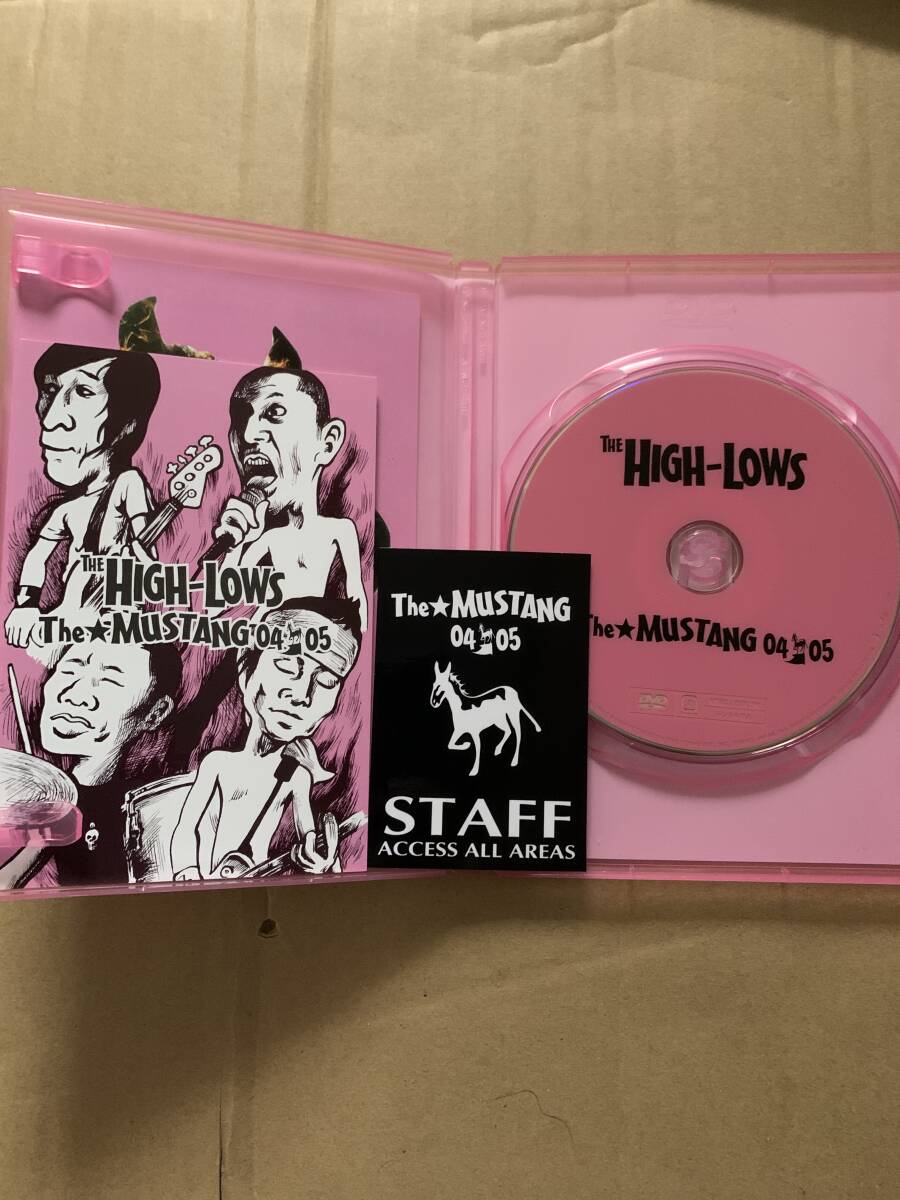 THE HIGH-LOWS
The★MUSTANG 04 05
The★MUSTANG
04 05
STAFF
ACCESS ALL AREAS
THE HIGH-LOWS
The★MUSTANG 04 05
DVD